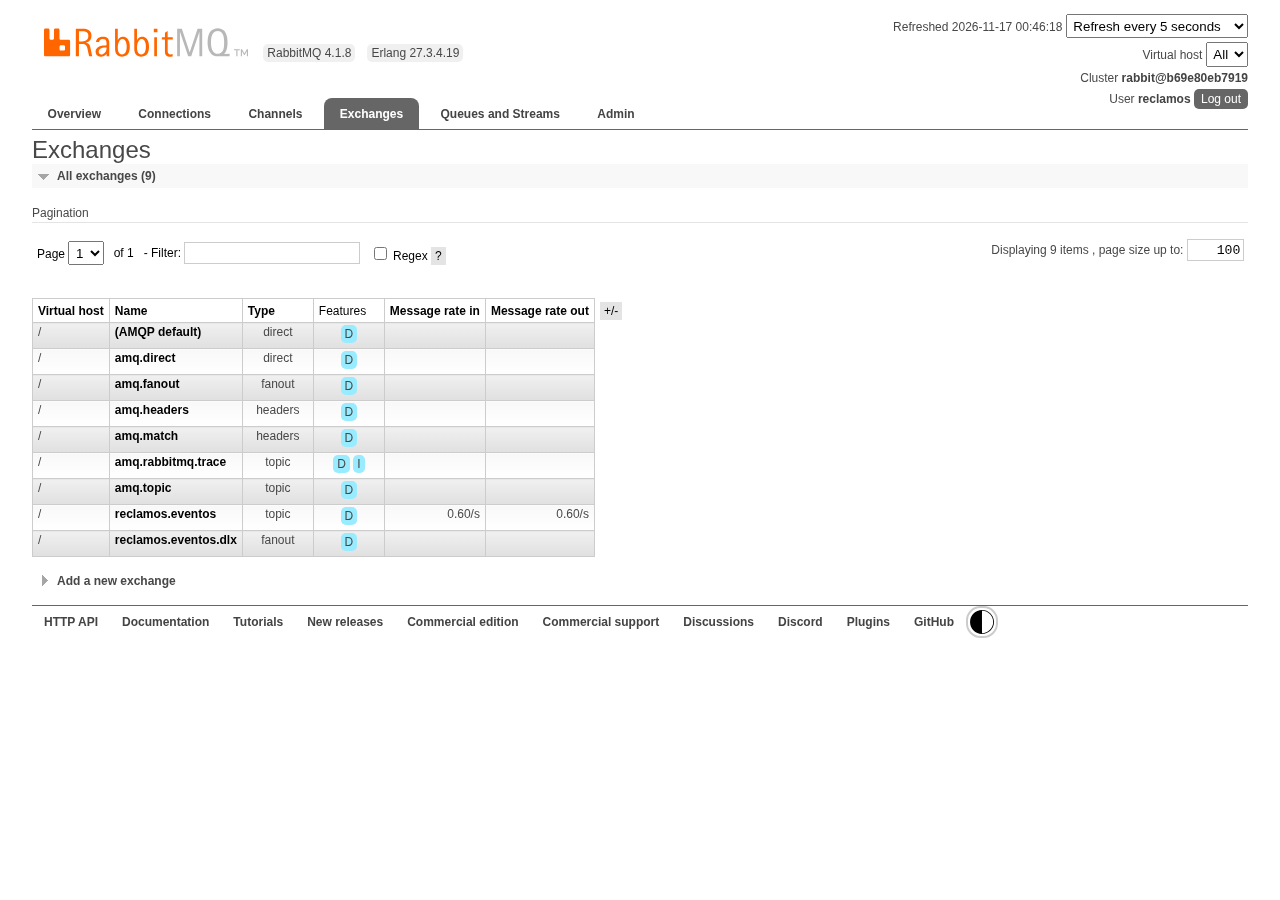 RabbitMQ TM
RabbitMQ 4.1.8 Erlang 27.3.4.19
Refreshed 2026-11-17 00:46:18 Refresh every 5 seconds
Virtual host All
Cluster rabbit@b69e80eb7919
User reclamos Log out
Overview Connections Channels Exchanges Queues and Streams Admin
Exchanges
All exchanges (9)
Pagination
Page 1 of 1 - Filter: Regex ? Displaying 9 items , page size up to: 100
Virtual host Name Type Features Message rate in Message rate out +/-
/ (AMQP default) direct D
/ amq.direct direct D
/ amq.fanout fanout D
/ amq.headers headers D
/ amq.match headers D
/ amq.rabbitmq.trace topic D I
/ amq.topic topic D
/ reclamos.eventos topic D 0.60/s 0.60/s
/ reclamos.eventos.dlx fanout D
Add a new exchange
HTTP API Documentation Tutorials New releases Commercial edition Commercial support Discussions Discord Plugins GitHub